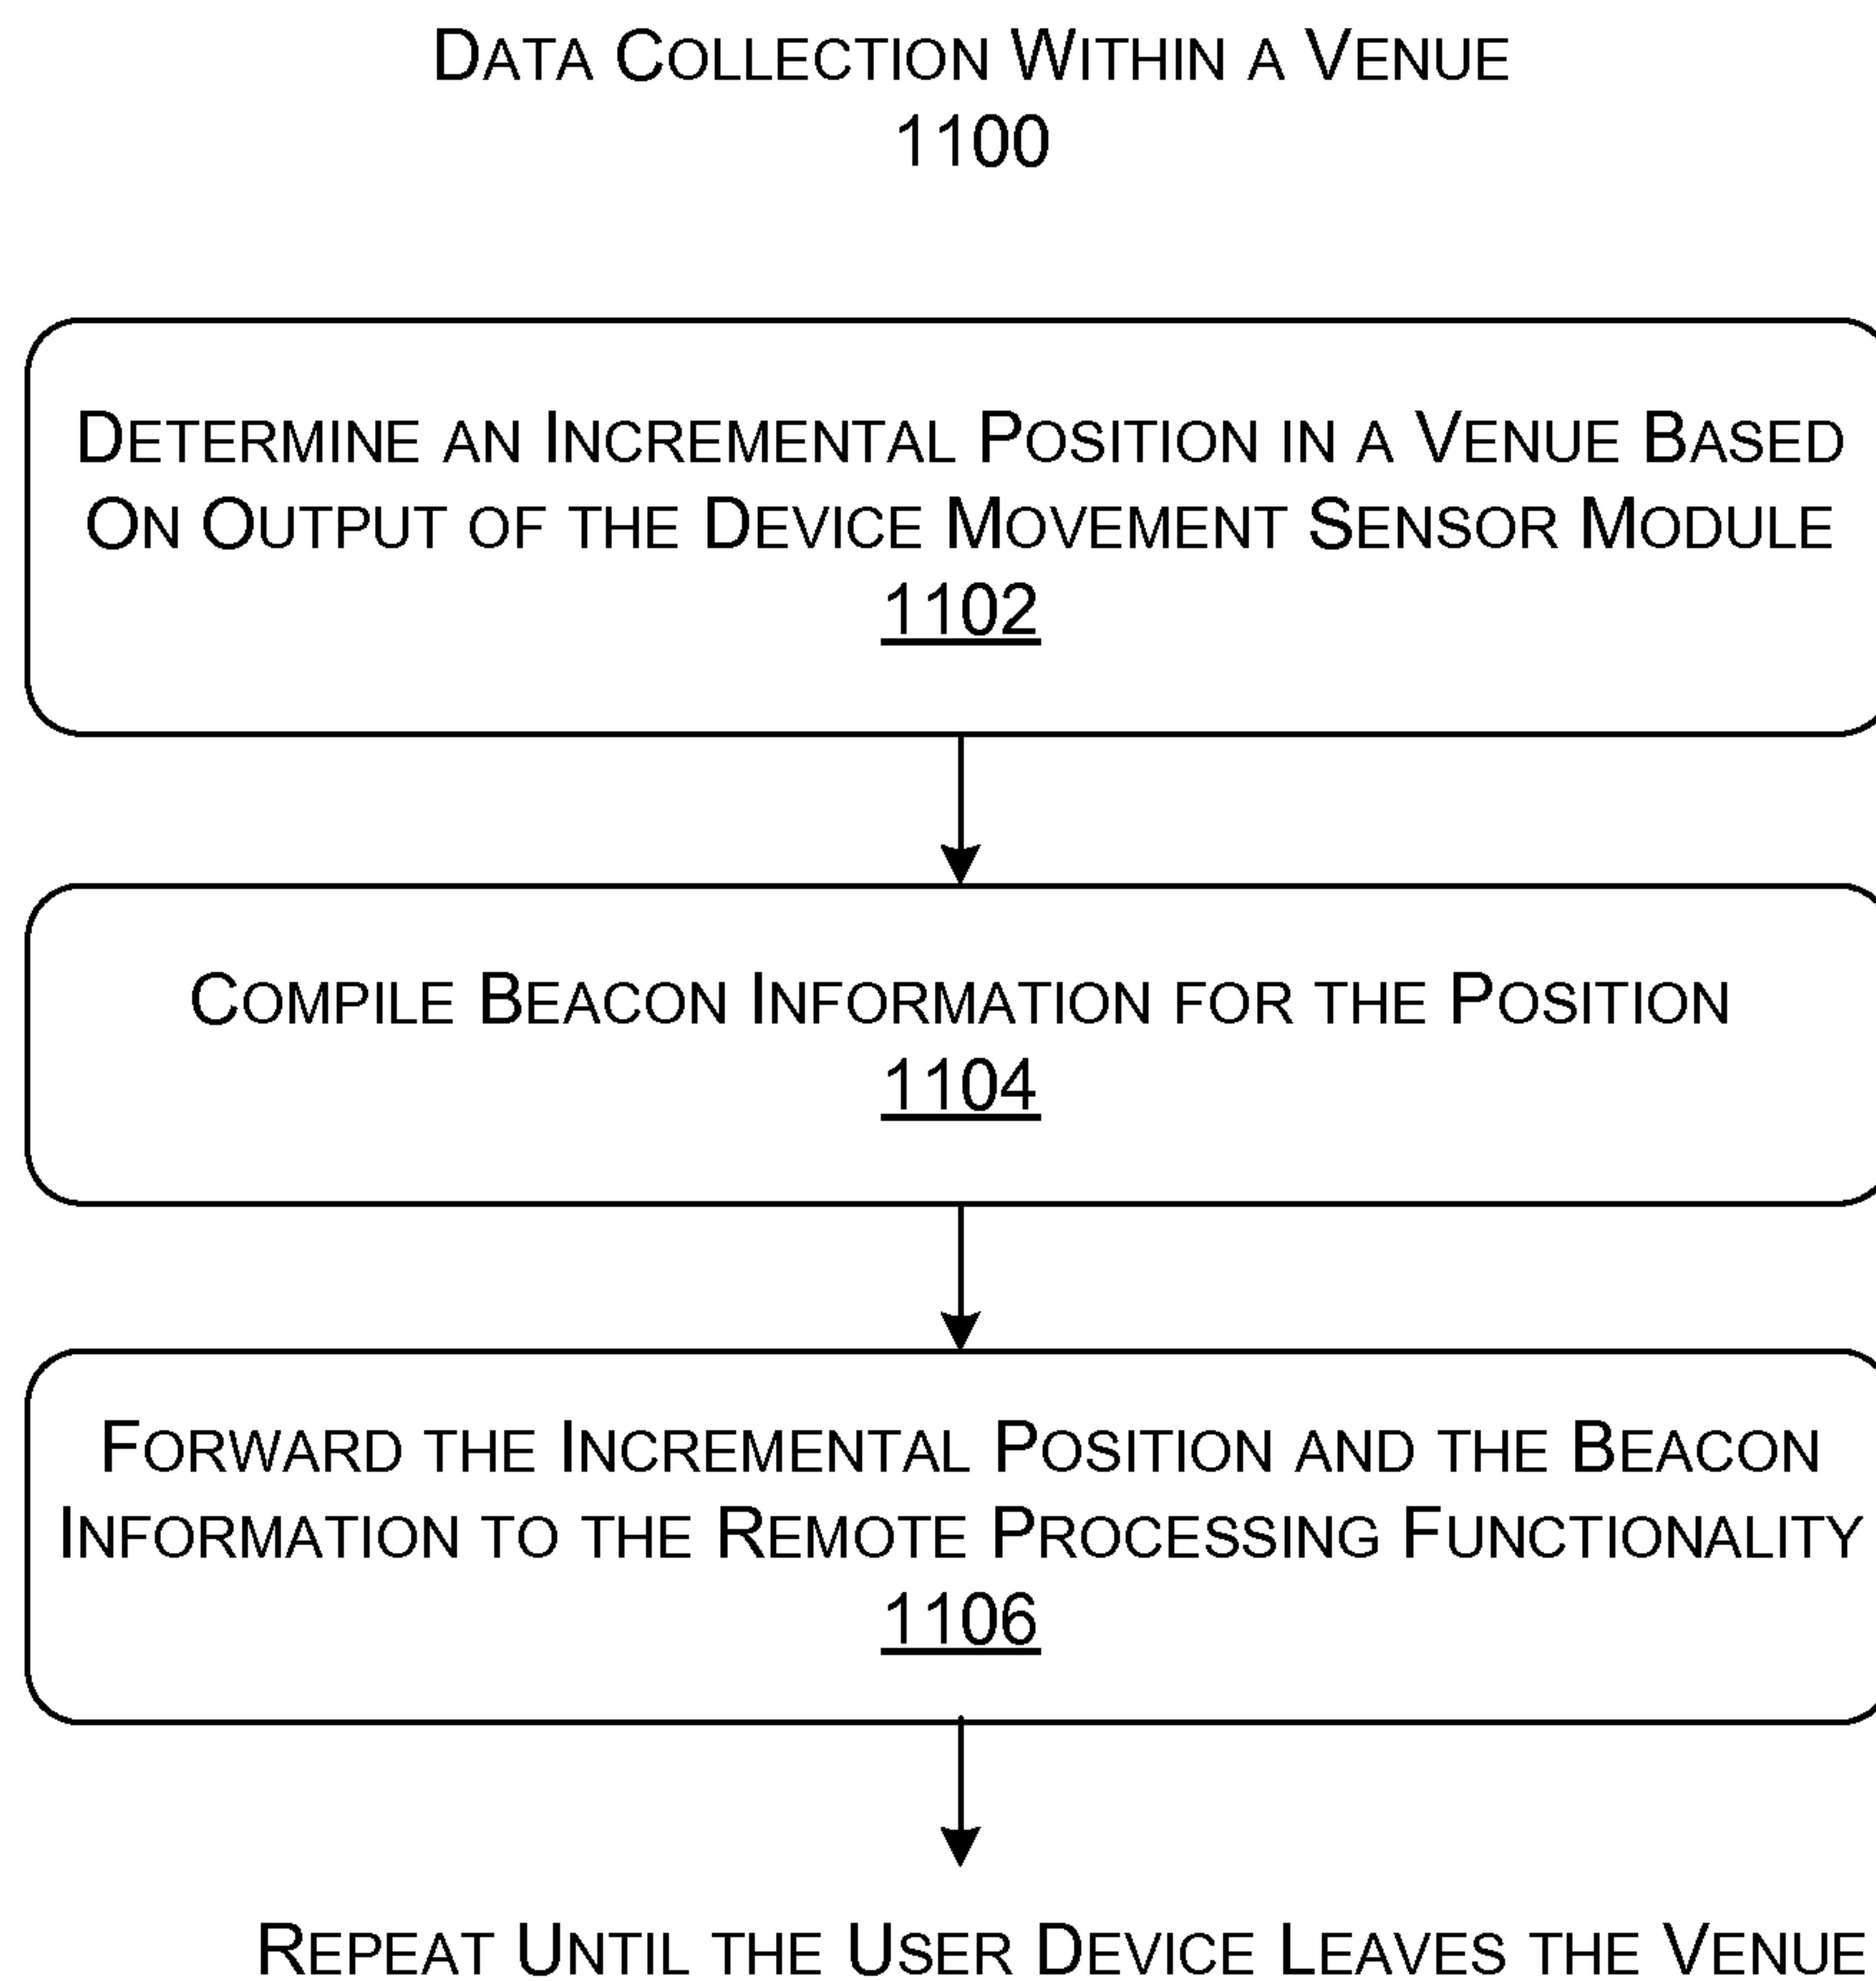 DATA COLLECTION WITHIN A VENUE
1100
DETERMINE AN INCREMENTAL POSITION IN A VENUE BASED
ON OUTPUT OF THE DEVICE MOVEMENT SENSOR MODULE
1102
COMPILE BEACON INFORMATION FOR THE POSITION
1104
FORWARD THE INCREMENTAL POSITION AND THE BEACON
INFORMATION TO THE REMOTE PROCESSING FUNCTIONALITY
1106
REPEAT UNTIL THE USER DEVICE LEAVES THE VENUE